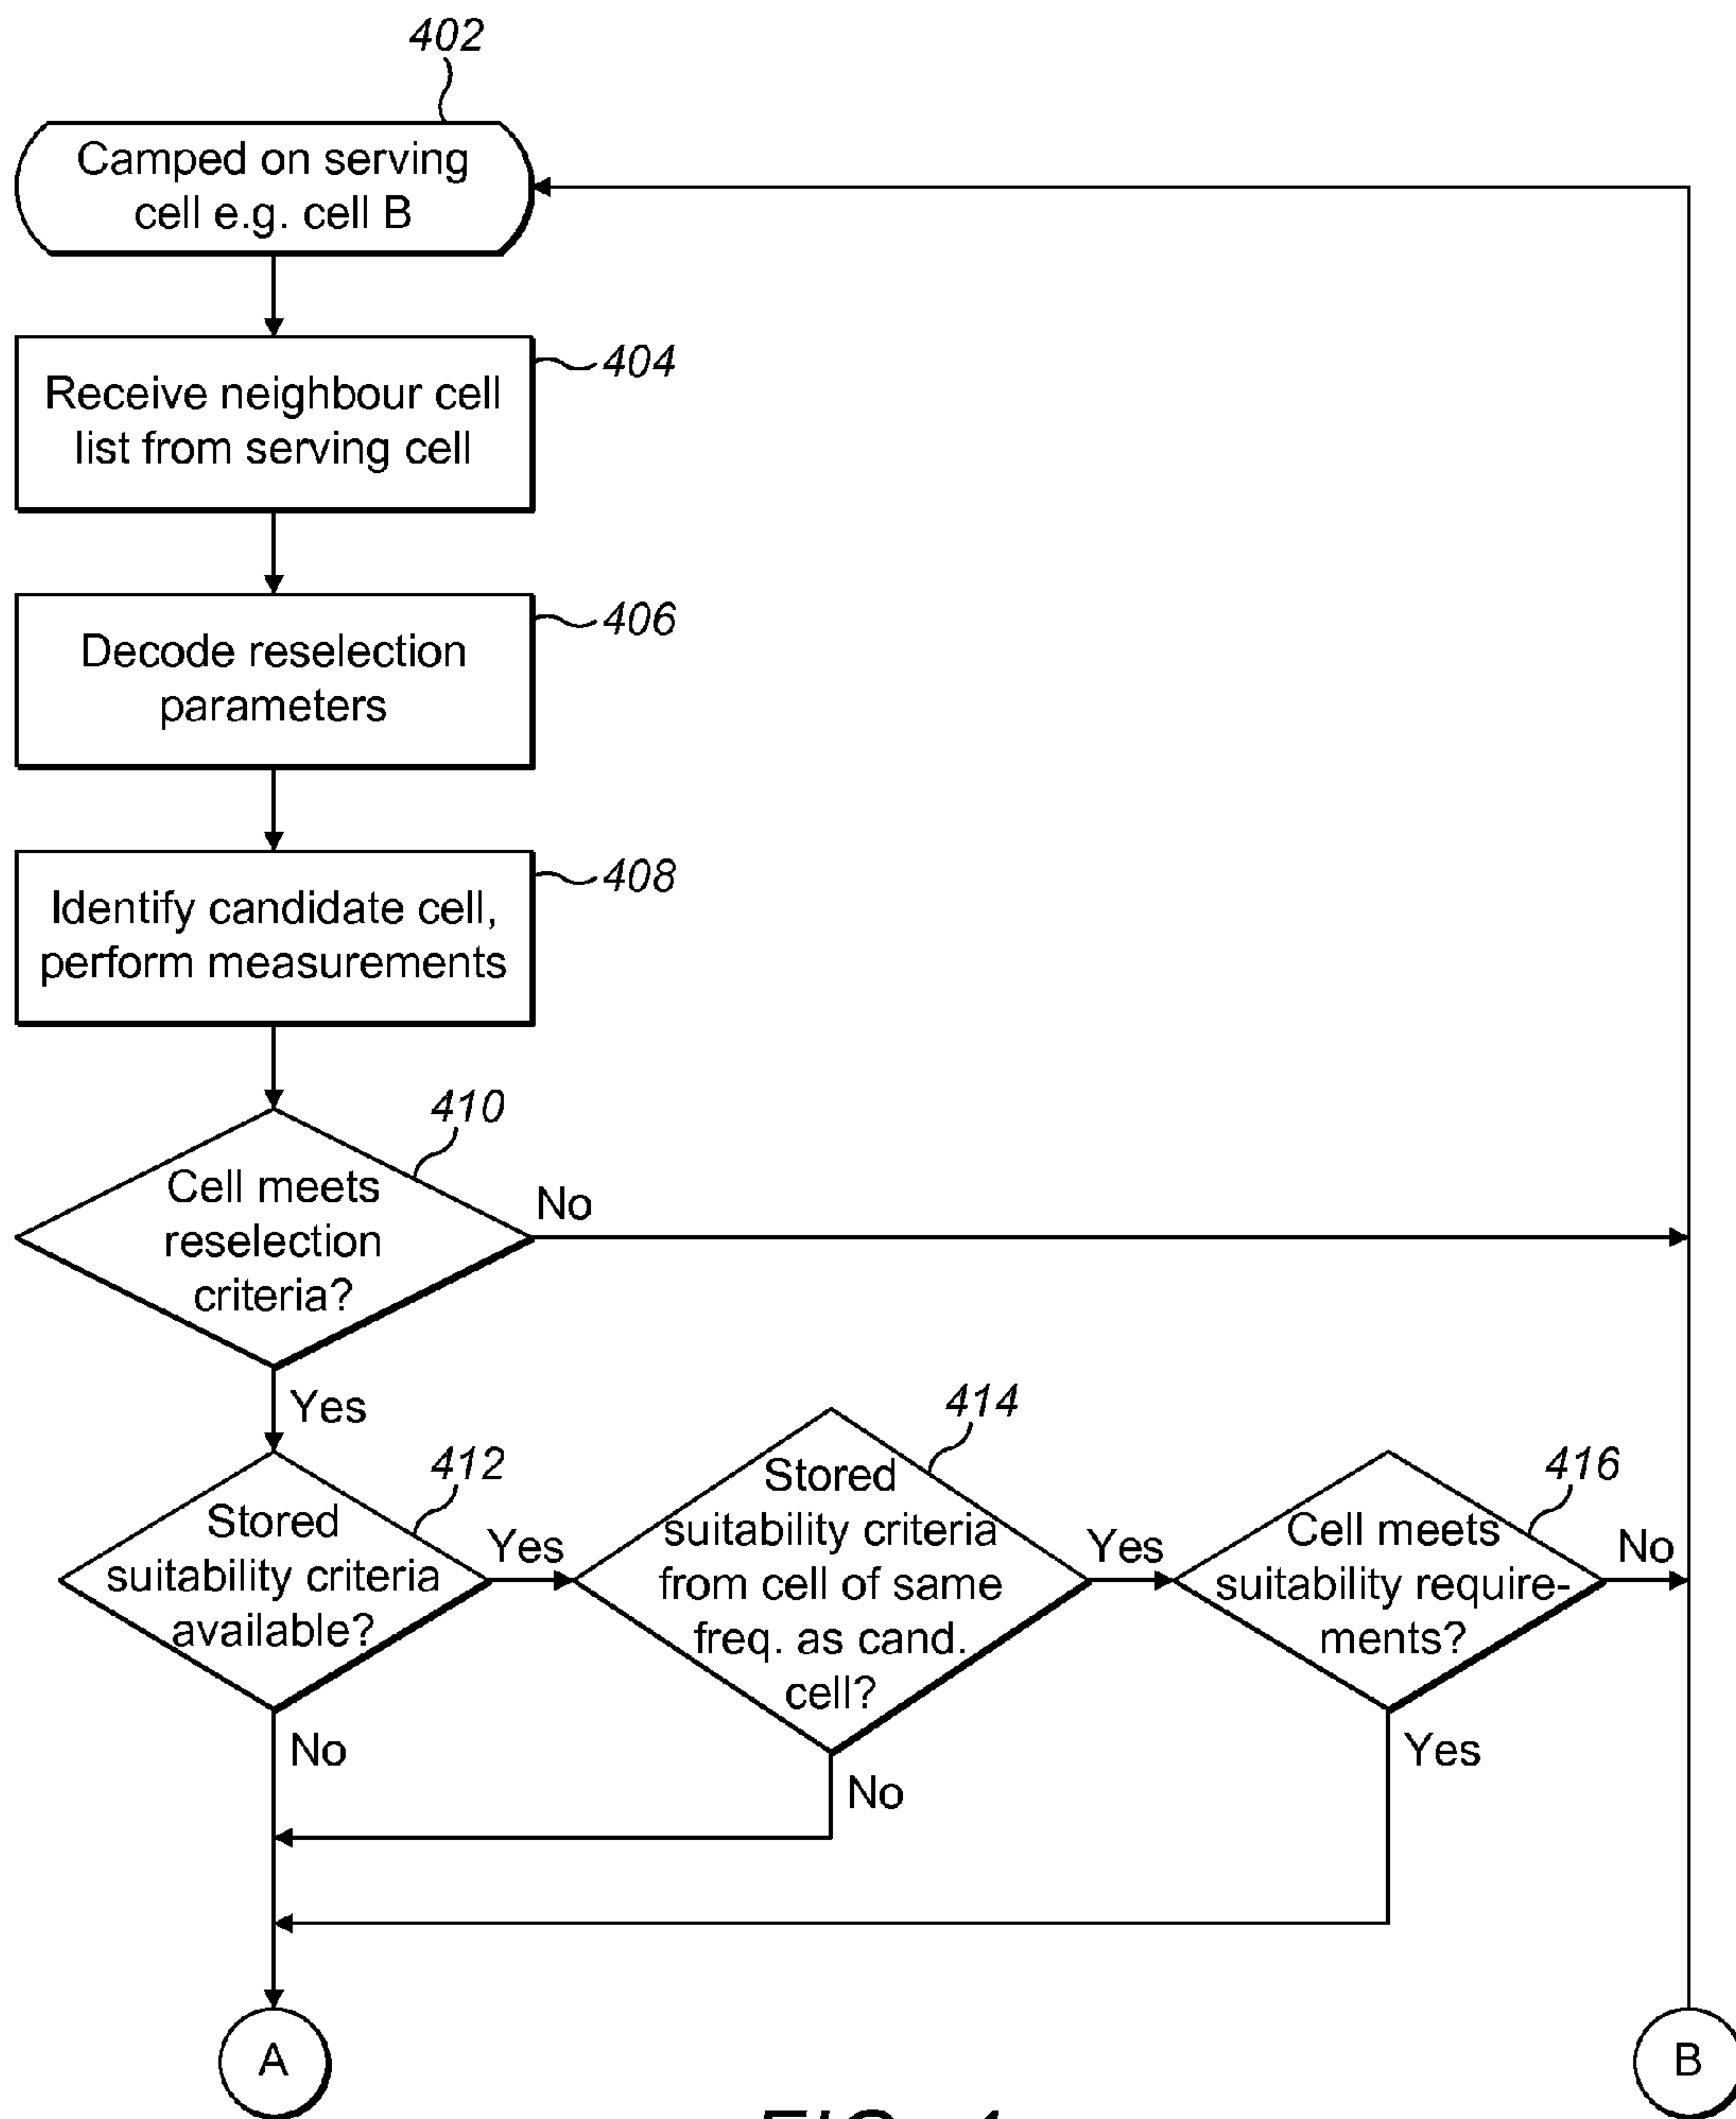 402
Camped on serving
cell e.g. cell B
404
Receive neighbour cell
list from serving cell
406
Decode reselection
parameters
408
Identify candidate cell,
perform measurements
410
Cell meets
reselection
criteria?
No
Yes
412
Stored
suitability criteria
available?
Yes
No
414
Stored
suitability criteria
from cell of same
freq. as cand.
cell?
Yes
No
416
Cell meets
suitability require-
ments?
No
Yes
A
B